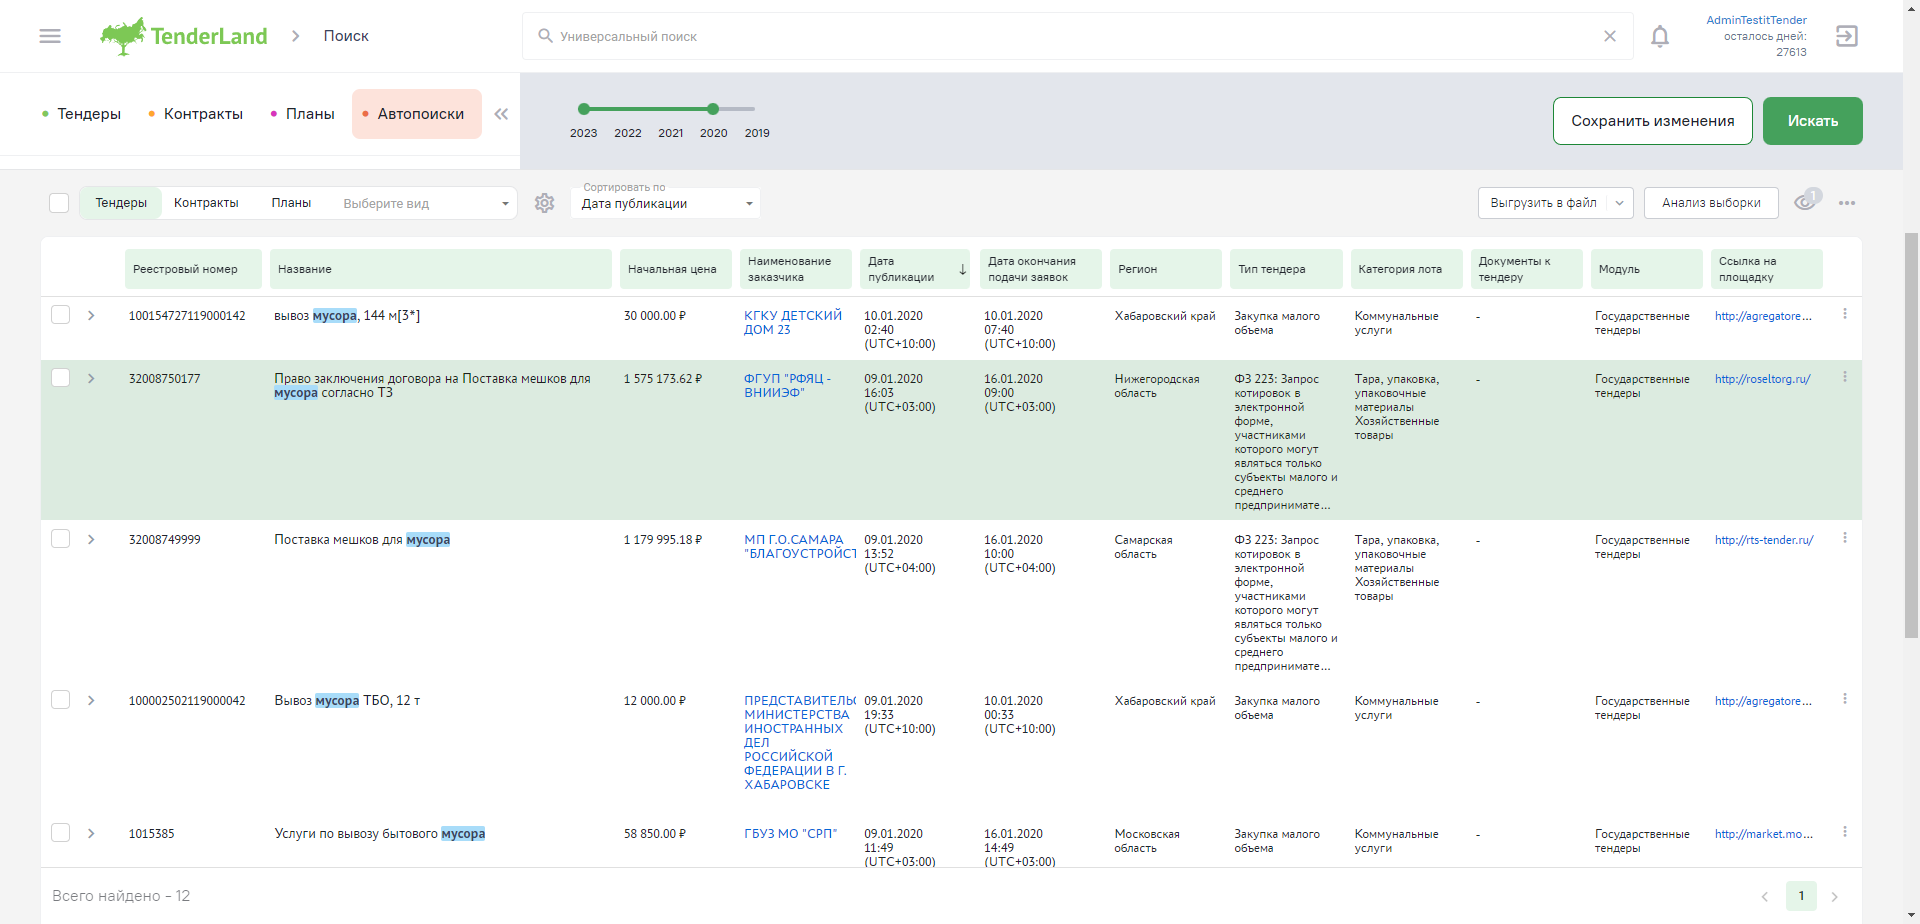 TenderLand
Поиск
Универсальный поиск
AdminTestitTender
осталось дней:
27613
Тендеры
Контракты
Планы
Автопоиски
2023 2022 2021 2020 2019
Сохранить изменения
Искать
Тендеры Контракты Планы Выберите вид
Сортировать по
Дата публикации
Выгрузить в файл
Анализ выборки
1
Реестровый номер
Название
Начальная цена
Наименование
заказчика
Дата
публикации
Дата окончания
подачи заявок
Регион
Тип тендера
Категория лота
Документы к
тендеру
Модуль
Ссылка на
площадку
100154727119000142
вывоз мусора, 144 м[3*]
30 000.00 ₽
КГКУ ДЕТСКИЙ
ДОМ 23
10.01.2020
02:40
(UTC+10:00)
10.01.2020
07:40
(UTC+10:00)
Хабаровский край
Закупка малого
объема
Коммунальные
услуги
-
Государственные
тендеры
http://agregatore...
32008750177
Право заключения договора на Поставка мешков для
мусора согласно ТЗ
1 575 173.62 ₽
ФГУП "РФЯЦ -
ВНИИЭФ"
09.01.2020
16:03
(UTC+03:00)
16.01.2020
09:00
(UTC+03:00)
Нижегородская
область
ФЗ 223: Запрос
котировок в
электронной
форме,
участниками
которого могут
являться только
субъекты малого и
среднего
предпринимате...
Тара, упаковка,
упаковочные
материалы
Хозяйственные
товары
-
Государственные
тендеры
http://roseltorg.ru/
32008749999
Поставка мешков для мусора
1 179 995.18 ₽
МП Г.О.САМАРА
"БЛАГОУСТРОЙСТ
09.01.2020
13:52
(UTC+04:00)
16.01.2020
10:00
(UTC+04:00)
Самарская
область
ФЗ 223: Запрос
котировок в
электронной
форме,
участниками
которого могут
являться только
субъекты малого и
среднего
предпринимате...
Тара, упаковка,
упаковочные
материалы
Хозяйственные
товары
-
Государственные
тендеры
http://rts-tender.ru/
100002502119000042
Вывоз мусора ТБО, 12 т
12 000.00 ₽
ПРЕДСТАВИТЕЛЬС
МИНИСТЕРСТВА
ИНОСТРАННЫХ
ДЕЛ
РОССИЙСКОЙ
ФЕДЕРАЦИИ В Г.
ХАБАРОВСКЕ
09.01.2020
19:33
(UTC+10:00)
10.01.2020
00:33
(UTC+10:00)
Хабаровский край
Закупка малого
объема
Коммунальные
услуги
-
Государственные
тендеры
http://agregatore...
1015385
Услуги по вывозу бытового мусора
58 850.00 ₽
ГБУЗ МО "СРП"
09.01.2020
11:49
(UTC+03:00)
16.01.2020
14:49
(UTC+03:00)
Московская
область
Закупка малого
объема
Коммунальные
услуги
-
Государственные
тендеры
http://market.mo...
Всего найдено - 12
1